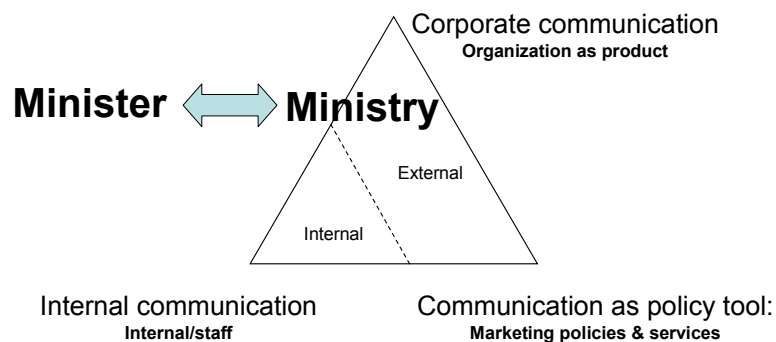 Corporate communication
Organization as product
Minister Ministry
External
Internal
Internal communication
Internal/staff
Communication as policy tool:
Marketing policies & services